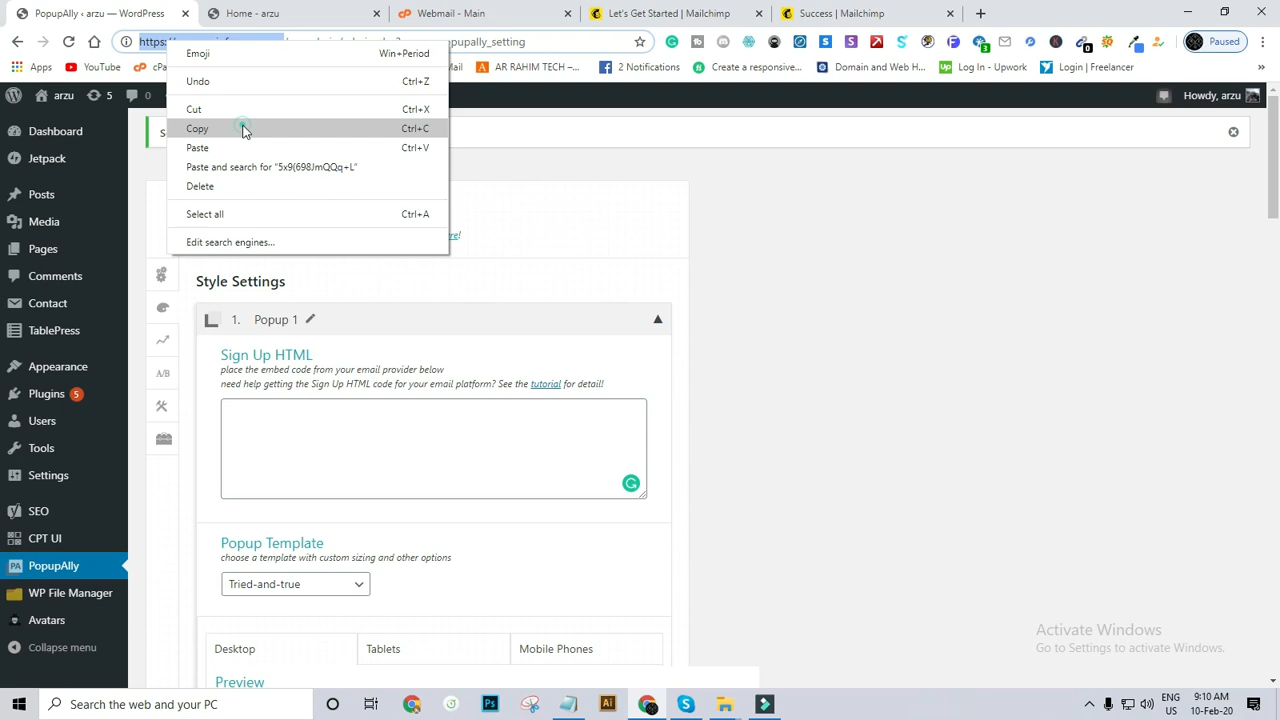 PopupAlly ‹ arzu — WordPress
Home - arzu
Webmail - Main
Let's Get Started | Mailchimp
Success | Mailchimp
https://
pupally_setting
Paused
Apps
YouTube
AR RAHIM TECH –...
2 Notifications
Create a responsive...
Domain and Web H...
Log In - Upwork
Login | Freelancer
»
arzu
5
0
Howdy, arzu
Emoji
Win+Period
Undo
Ctrl+Z
Cut
Ctrl+X
Copy
Ctrl+C
Paste
Ctrl+V
Paste and search for "5x9(698JmQQq+L"
Delete
Select all
Ctrl+A
Edit search engines...
Dashboard
Jetpack
Posts
Media
Pages
Comments
Contact
TablePress
Appearance
Plugins 5
Users
Tools
Settings
SEO
CPT UI
PopupAlly
WP File Manager
Avatars
Collapse menu
re!
A/B
Style Settings
1. Popup 1
Sign Up HTML
place the embed code from your email provider below
need help getting the Sign Up HTML code for your email platform? See the tutorial for detail!
Popup Template
choose a template with custom sizing and other options
Tried-and-true
Desktop
Tablets
Mobile Phones
Preview
Activate Windows
Go to Settings to activate Windows.
Search the web and your PC
ENG
US
9:10 AM
10-Feb-20